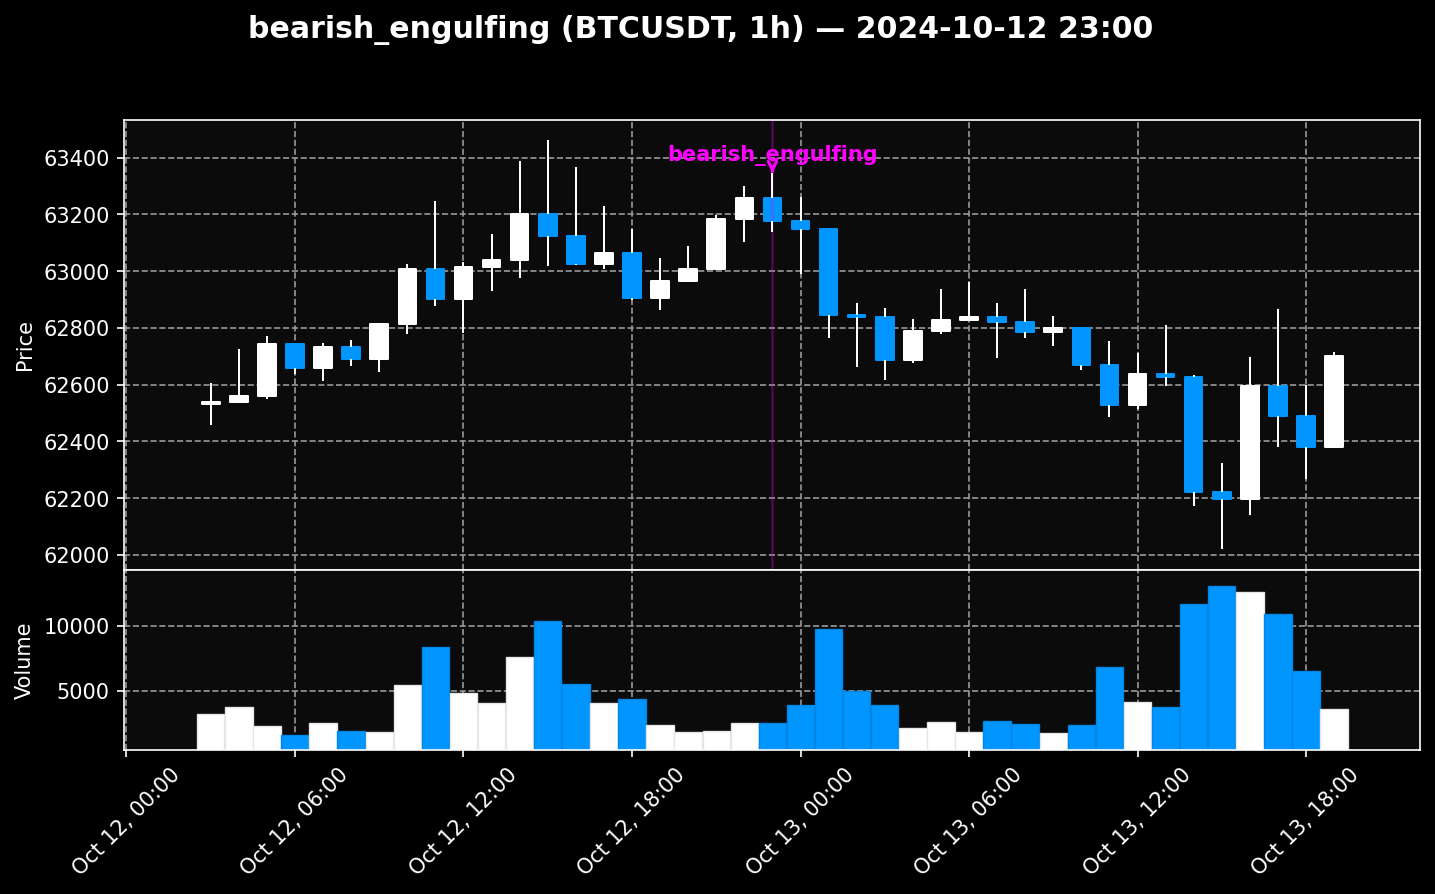 bearish_engulfing (BTCUSDT, 1h) — 2024-10-12 23:00
bearish_engulfing
Price
63400
63200
63000
62800
62600
62400
62200
62000
Volume
10000
5000
Oct 12, 00:00
Oct 12, 06:00
Oct 12, 12:00
Oct 12, 18:00
Oct 13, 00:00
Oct 13, 06:00
Oct 13, 12:00
Oct 13, 18:00